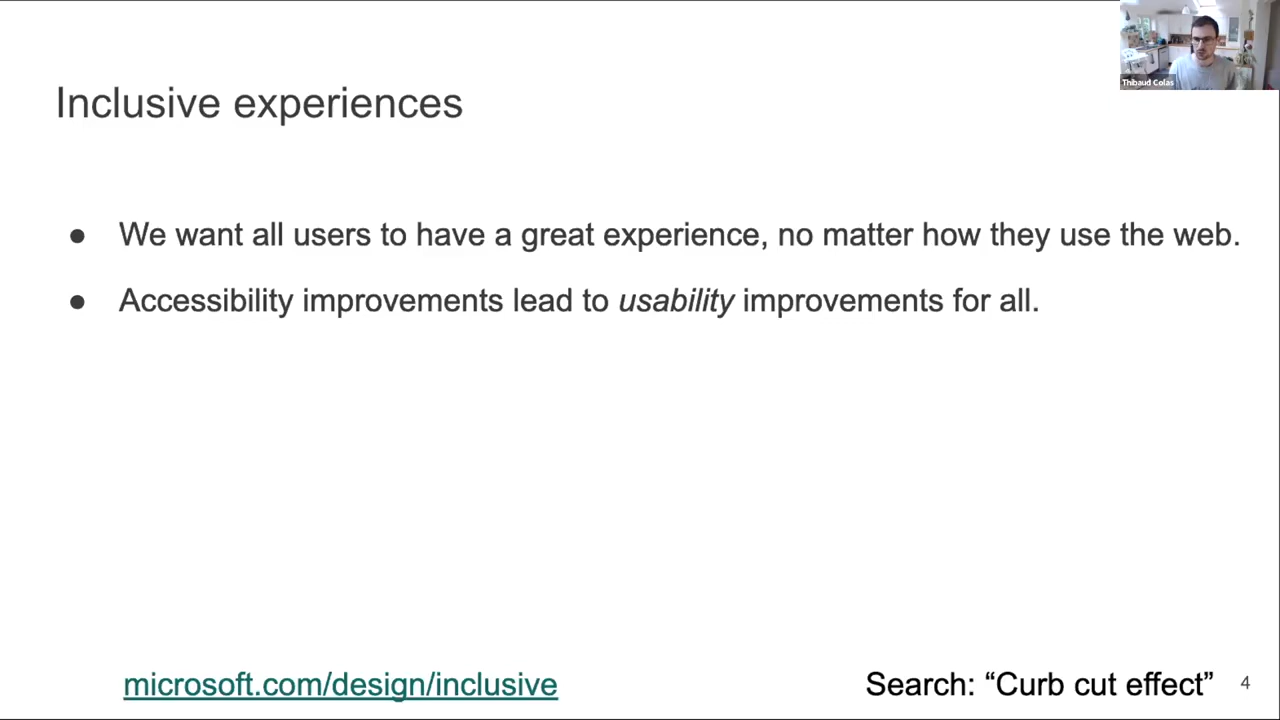 Thibaud Colas
Inclusive experiences
● We want all users to have a great experience, no matter how they use the web.
● Accessibility improvements lead to usability improvements for all.
microsoft.com/design/inclusive
Search: “Curb cut effect”
4